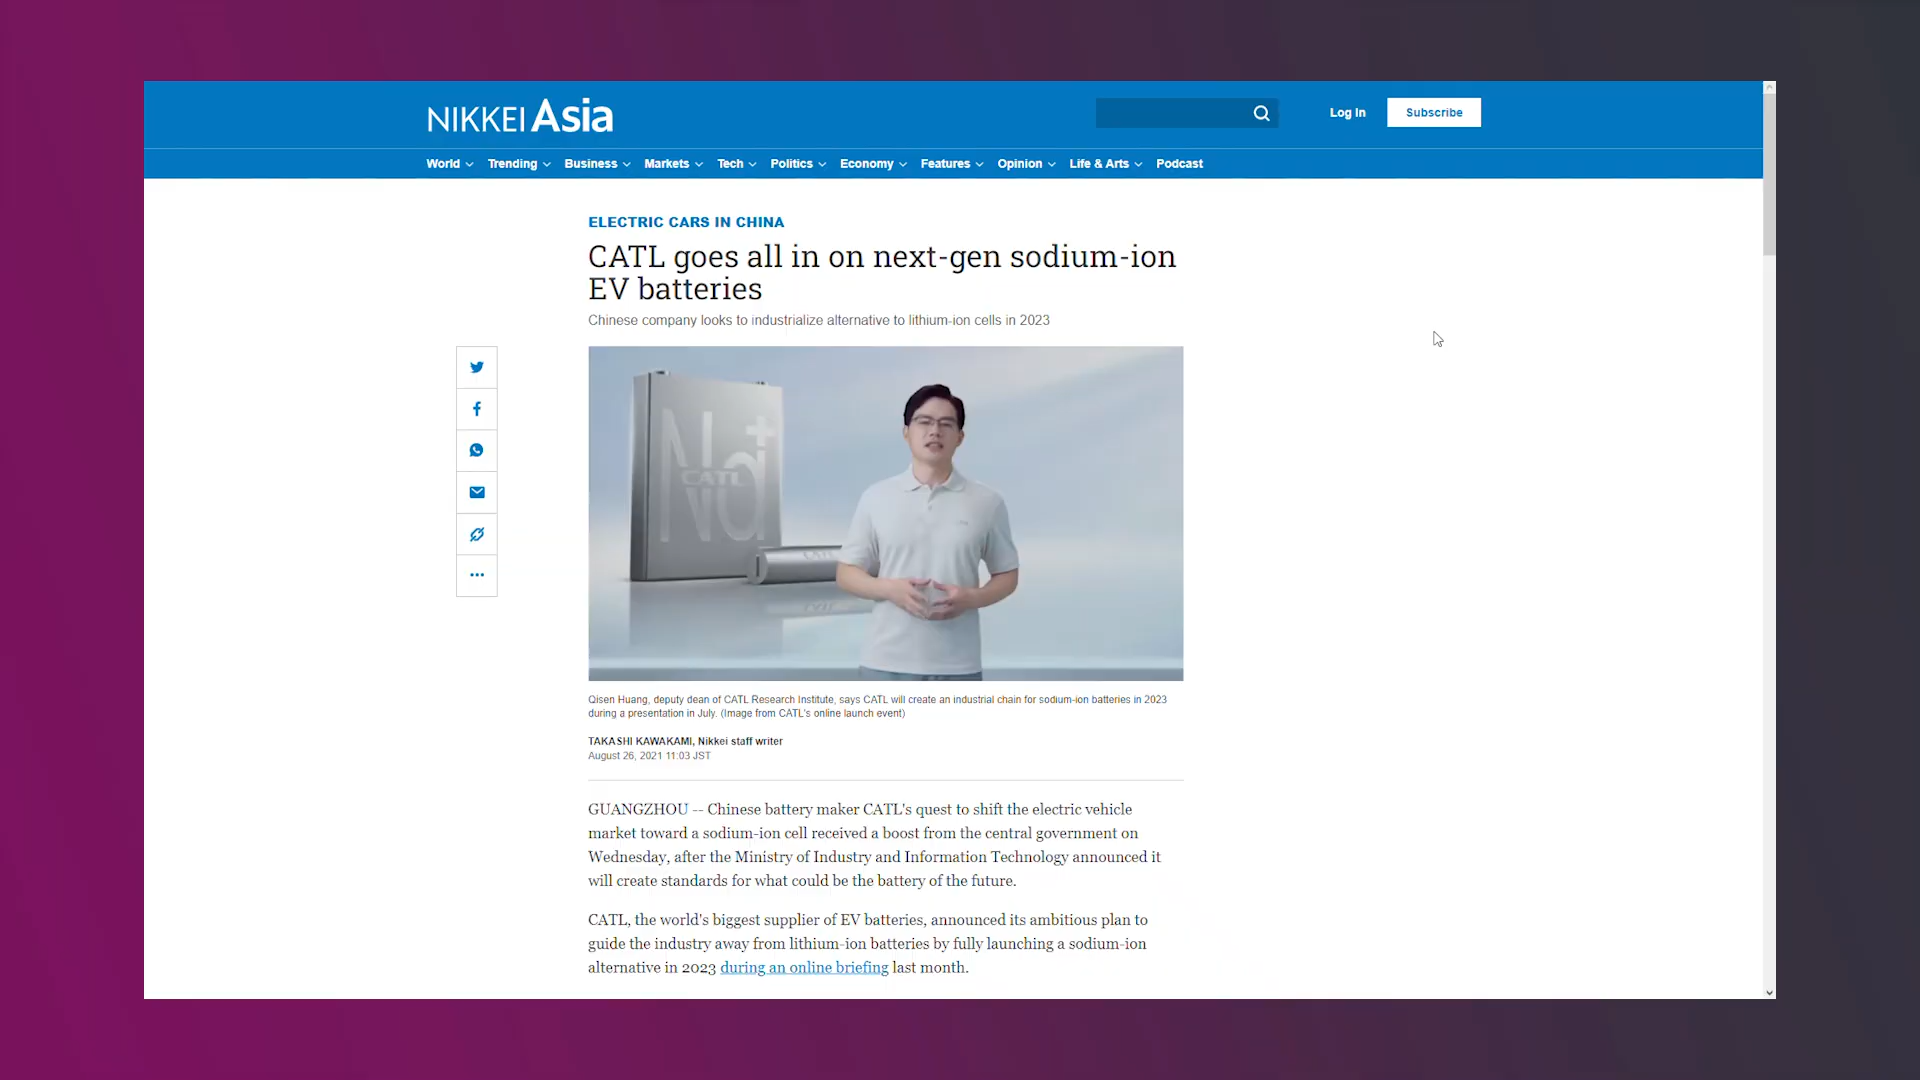 NIKKEI Asia
Log In
Subscribe
World Trending Business Markets Tech Politics Economy Features Opinion Life & Arts Podcast
ELECTRIC CARS IN CHINA
CATL goes all in on next-gen sodium-ion
EV batteries
Chinese company looks to industrialize alternative to lithium-ion cells in 2023
Na+
CATL
CATL
Qisen Huang, deputy dean of CATL Research Institute, says CATL will create an industrial chain for sodium-ion batteries in 2023
during a presentation in July. (Image from CATL's online launch event)
TAKASHI KAWAKAMI, Nikkei staff writer
August 26, 2021 11:03 JST
GUANGZHOU -- Chinese battery maker CATL's quest to shift the electric vehicle
market toward a sodium-ion cell received a boost from the central government on
Wednesday, after the Ministry of Industry and Information Technology announced it
will create standards for what could be the battery of the future.
CATL, the world's biggest supplier of EV batteries, announced its ambitious plan to
guide the industry away from lithium-ion batteries by fully launching a sodium-ion
alternative in 2023 during an online briefing last month.